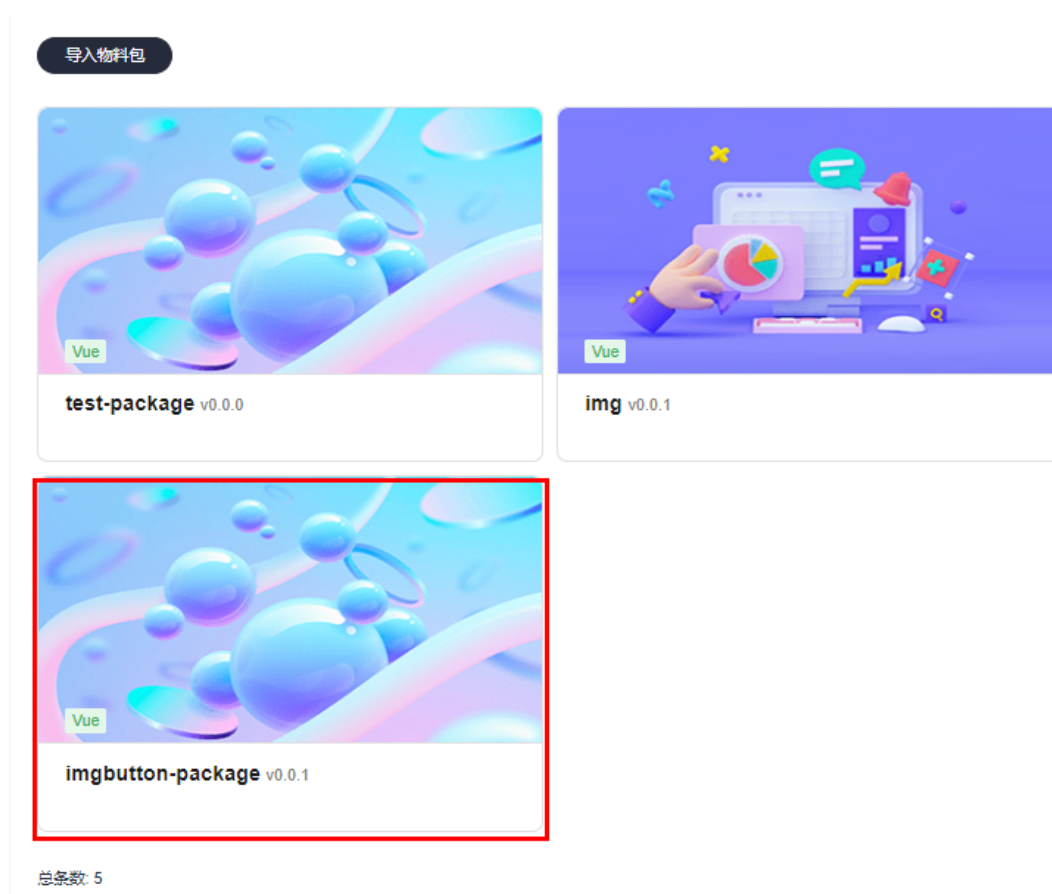 导入物料包
Vue
Vue
test-package v0.0.0
img v0.0.1
Vue
imgbutton-package v0.0.1
总条数: 5